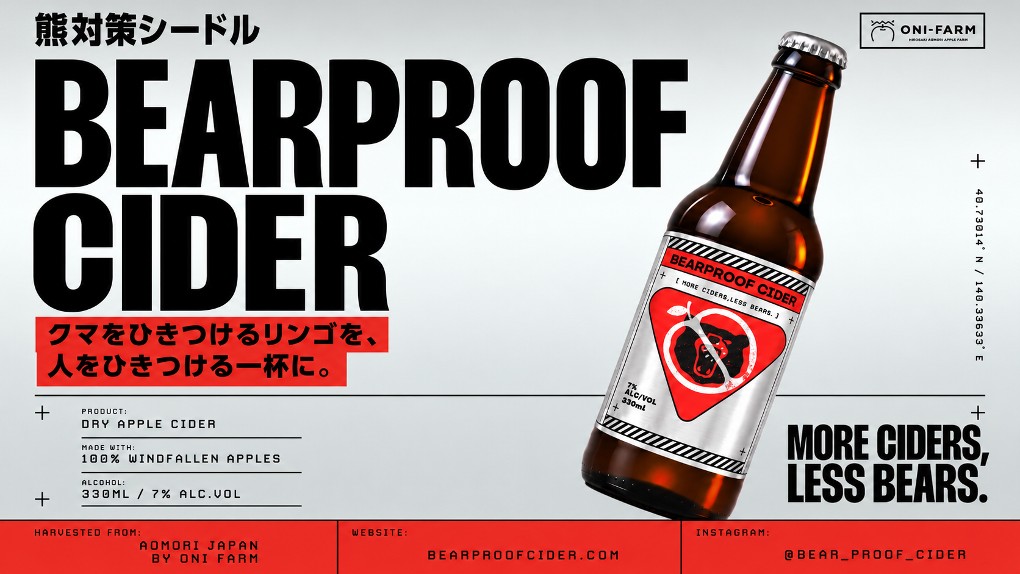 熊対策シードル
BEARPROOF
CIDER
クマをひきつけるリンゴを、
人をひきつける一杯に。
ONI-FARM
HIROSAKI AOMORI APPLE FARM
40.73014° N / 140.33633° E
BEARPROOF CIDER
[ MORE CIDERS, LESS BEARS. ]
7%
ALC/VOL
330mL
PRODUCT:
DRY APPLE CIDER
MADE WITH:
100% WINDFALLEN APPLES
ALCOHOL:
330ML / 7% ALC.VOL
MORE CIDERS,
LESS BEARS.
HARVESTED FROM:
AOMORI JAPAN
BY ONI FARM
WEBSITE:
BEARPROOFCIDER.COM
INSTAGRAM:
@BEAR_PROOF_CIDER